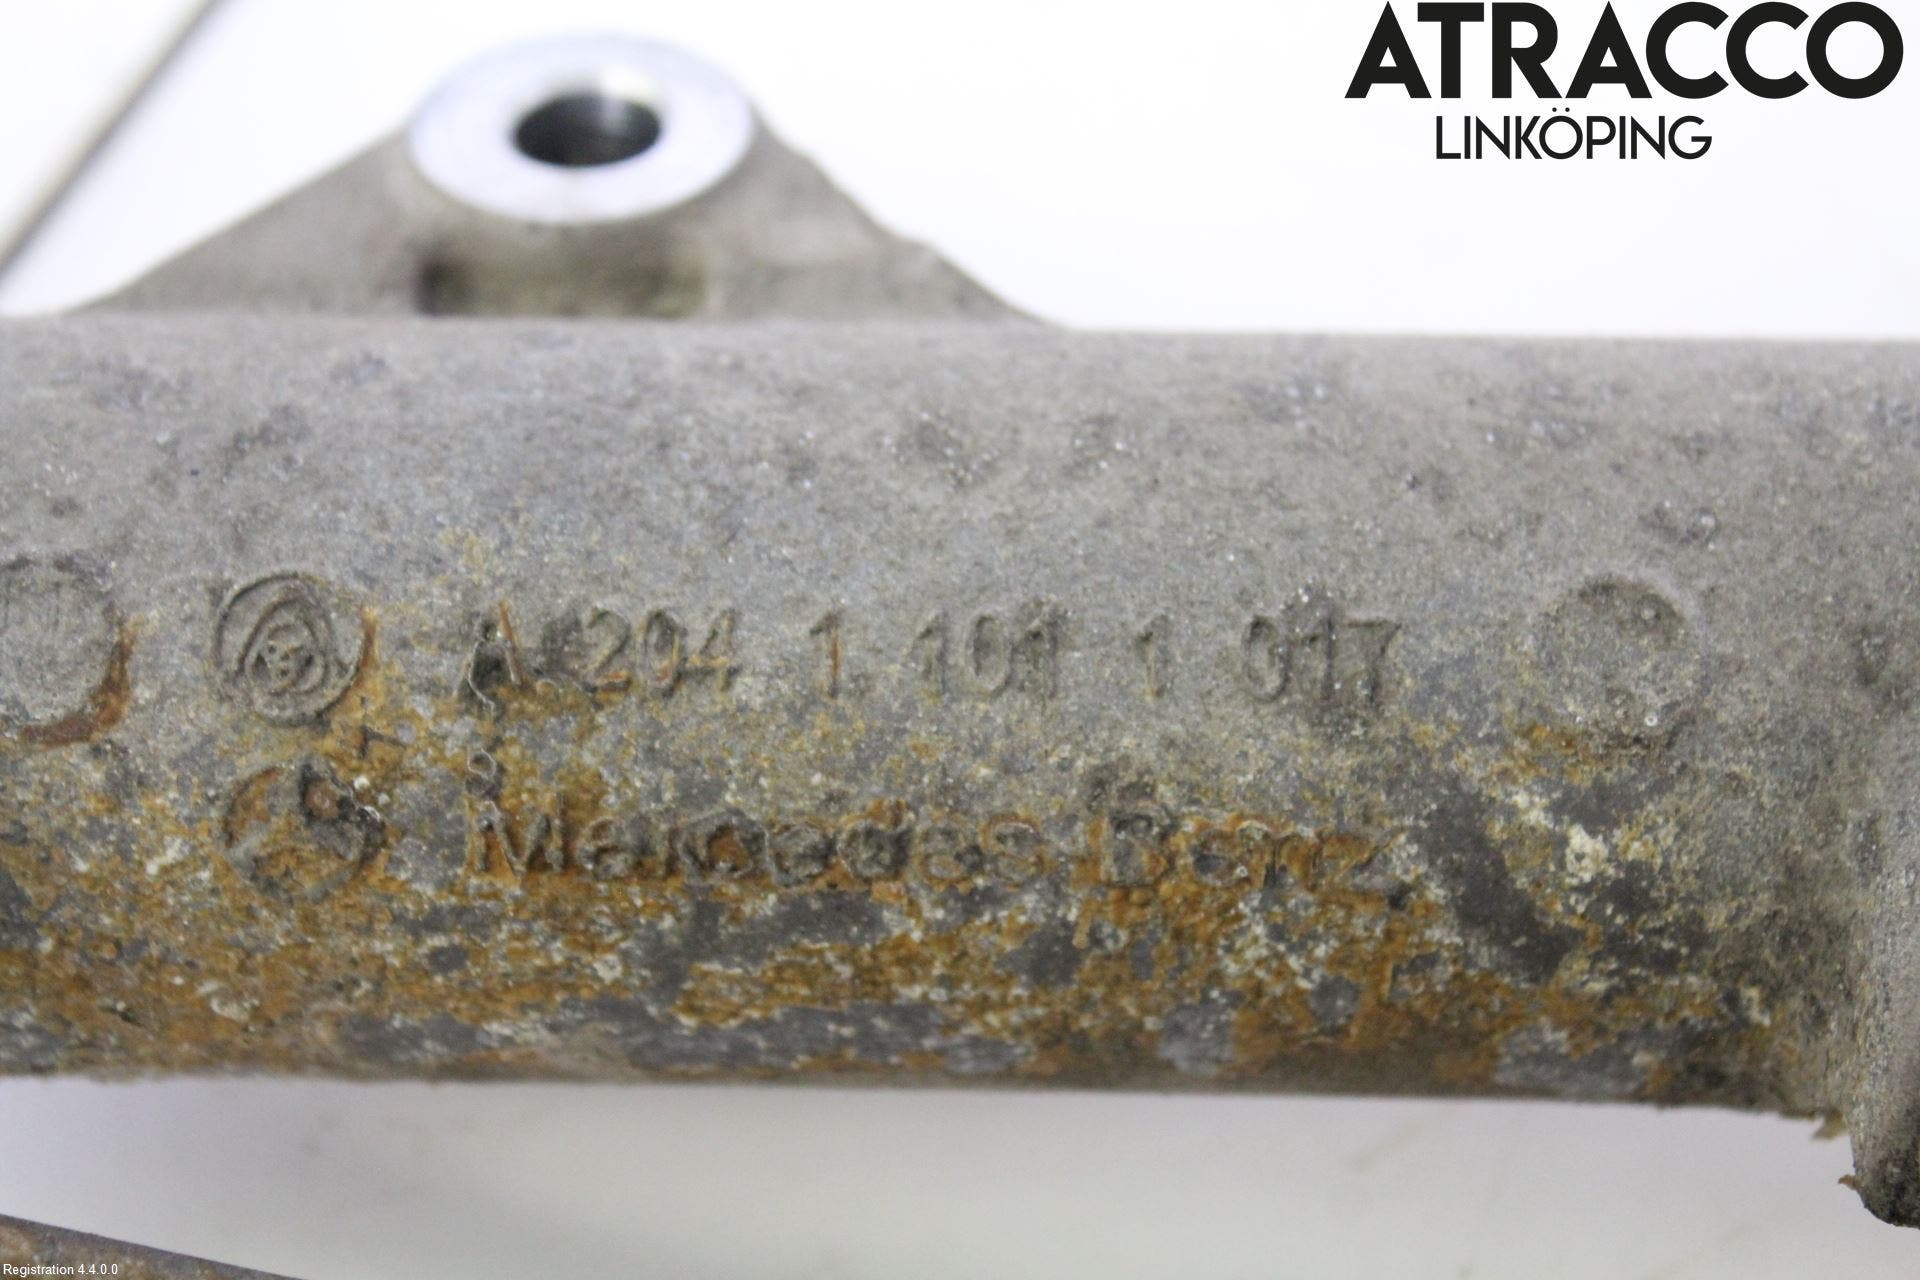 ATRACCO
LINKÖPING
A 204 1 101 1 017
Mercedes Benz
Registration 4.4.0.0